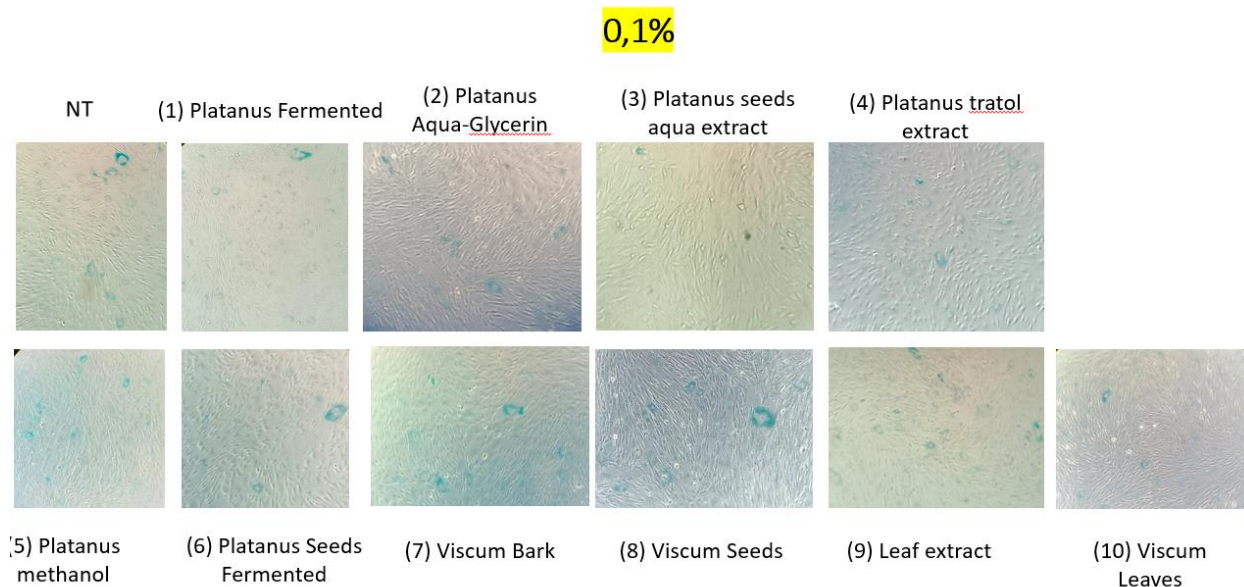 0,1%
NT
(1) Platanus Fermented
(2) Platanus
Aqua-Glycerin
(3) Platanus seeds
aqua extract
(4) Platanus tratol
extract
(5) Platanus
methanol
(6) Platanus Seeds
Fermented
(7) Viscum Bark
(8) Viscum Seeds
(9) Leaf extract
(10) Viscum
Leaves